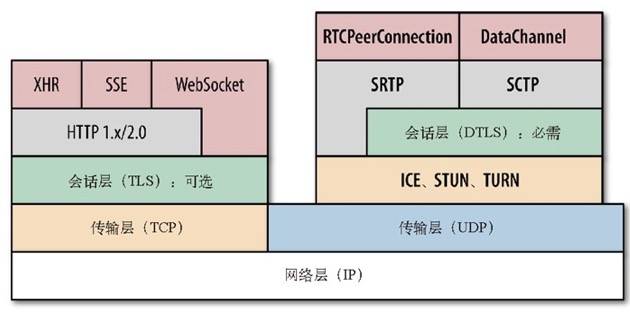 RTCPeerConnection
DataChannel
XHR
SSE
WebSocket
SRTP
SCTP
HTTP 1.x/2.0
会话层（DTLS）：必需
会话层（TLS）：可选
ICE、STUN、TURN
传输层（TCP）
传输层（UDP）
网络层（IP）